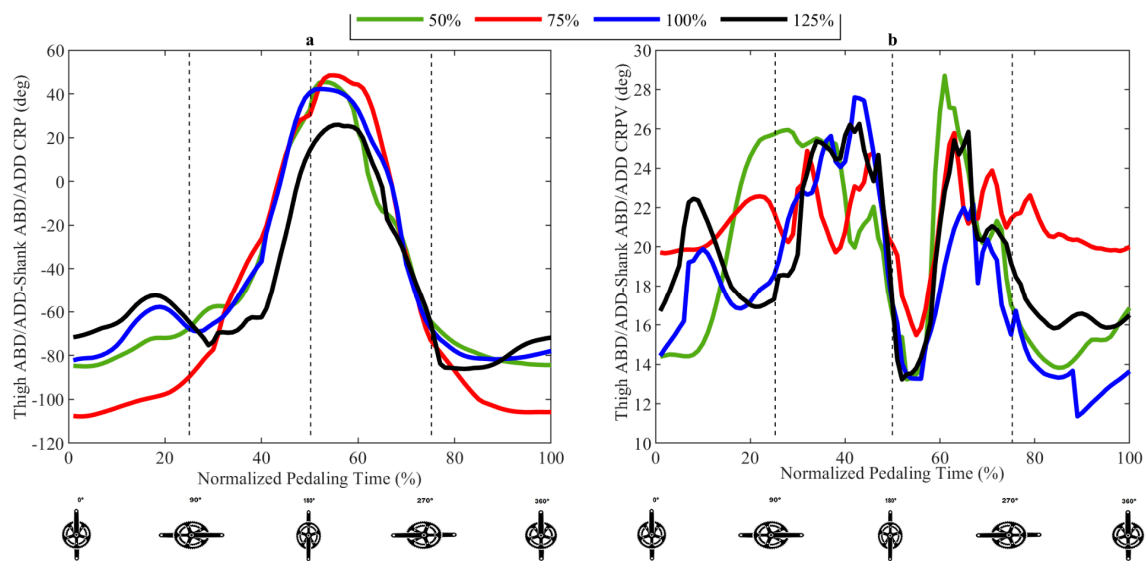 50% 75% 100% 125%
a
b
Thigh ABD/ADD-Shank ABD/ADD CRP (deg)
60
40
20
0
-20
-40
-60
-80
-100
-120
0 20 40 60 80 100
Normalized Pedaling Time (%)
0° 90° 180° 270° 360°
Thigh ABD/ADD-Shank ABD/ADD CRPV (deg)
30
28
26
24
22
20
18
16
14
12
10
0 20 40 60 80 100
Normalized Pedaling Time (%)
0° 90° 180° 270° 360°